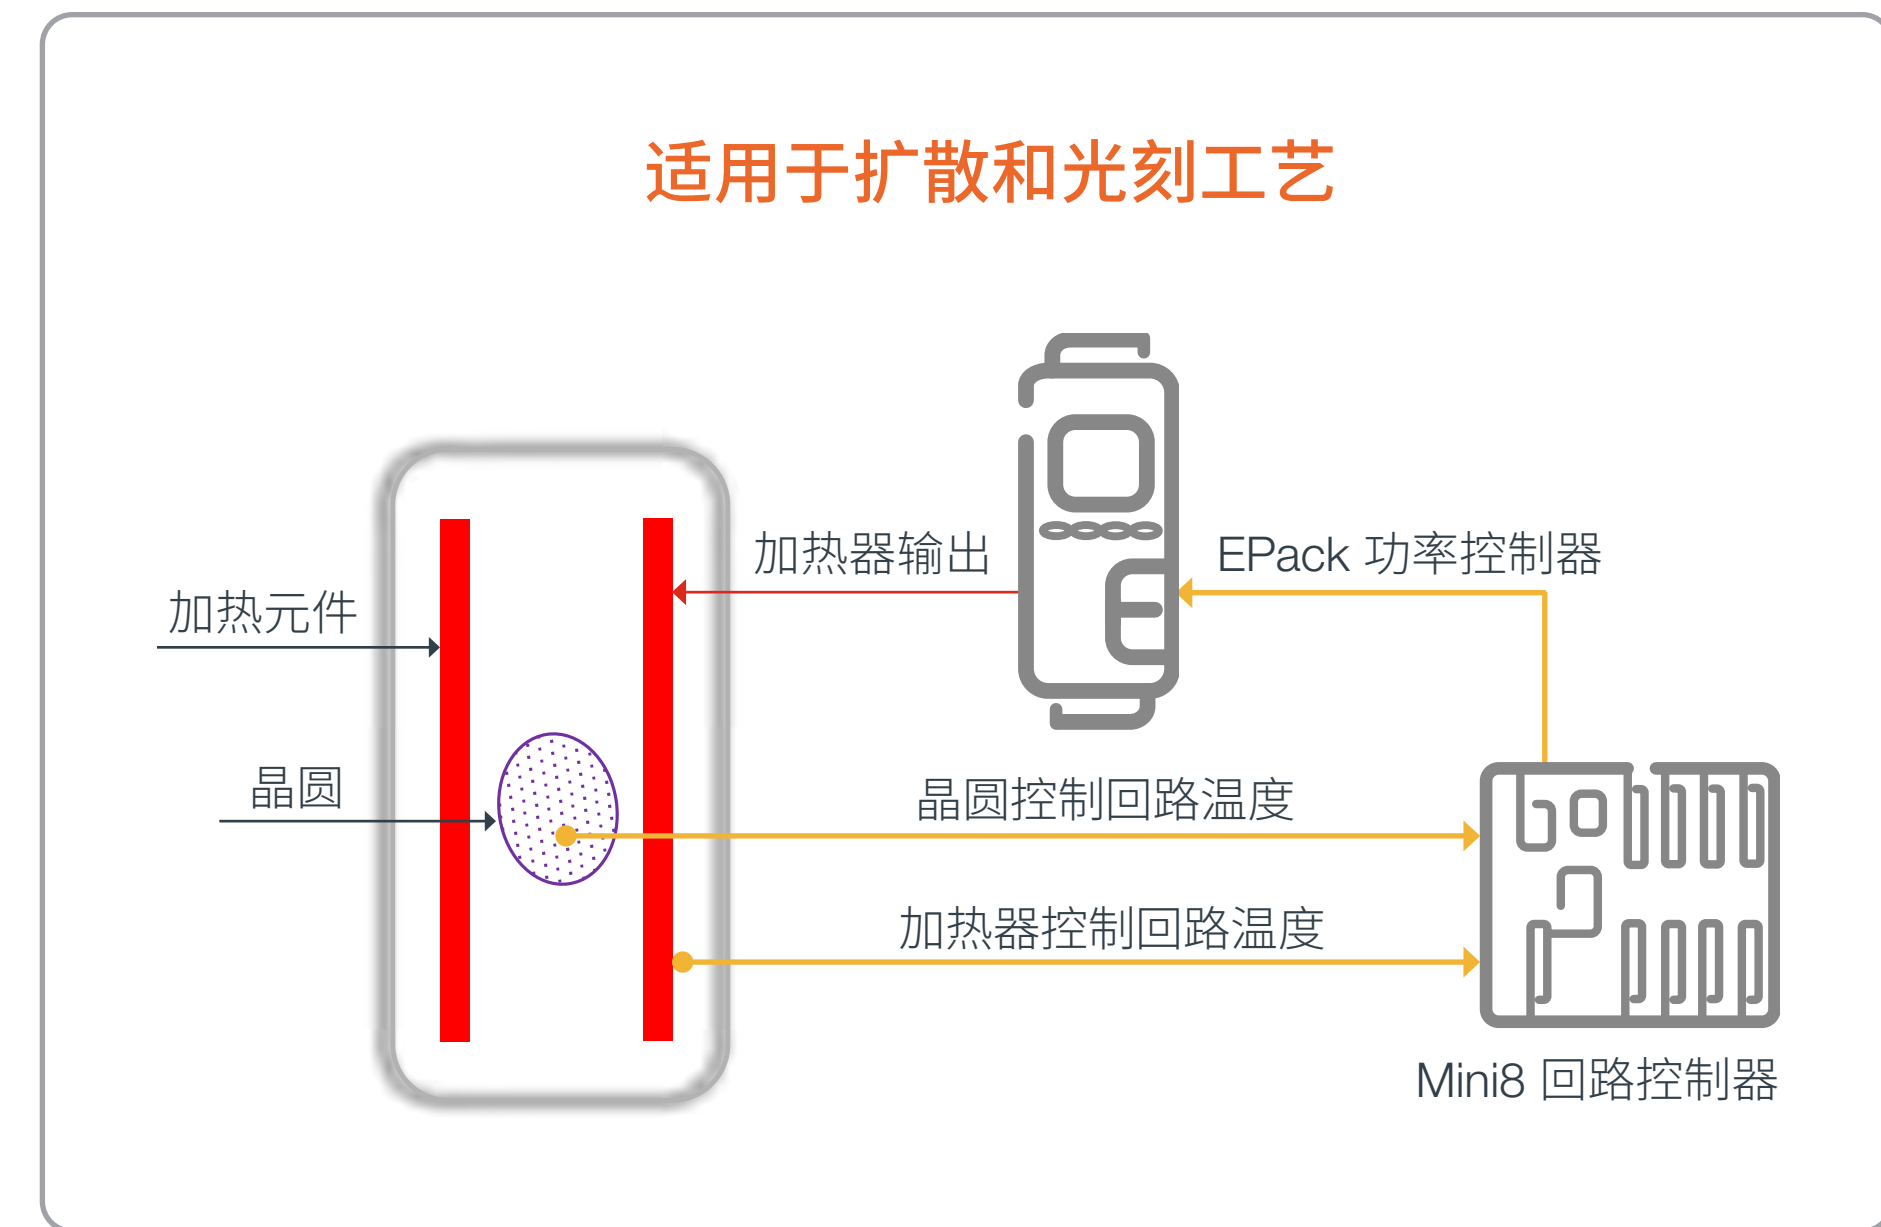 适用于扩散和光刻工艺
加热器输出
EPack 功率控制器
加热元件
晶圆
晶圆控制回路温度
加热器控制回路温度
Mini8 回路控制器